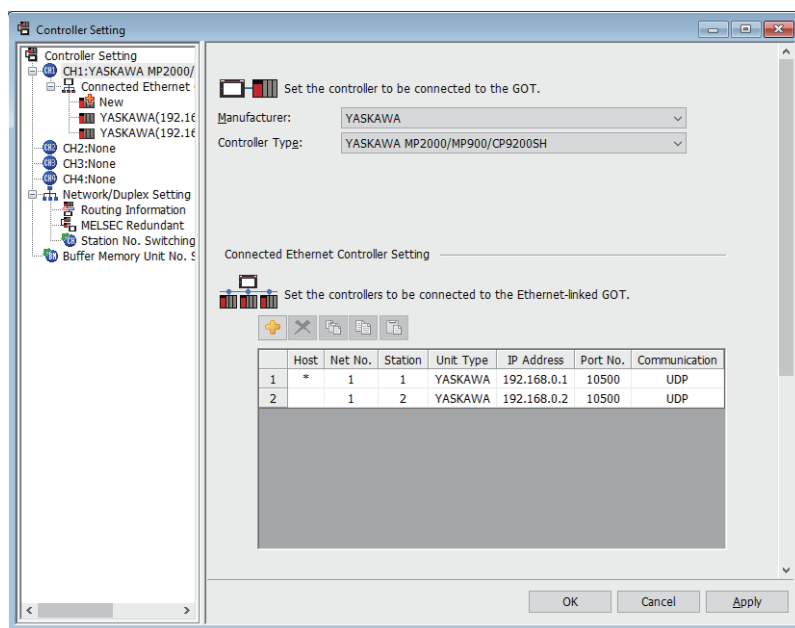 Controller Setting
Controller Setting
CH1:YASKAWA MP2000/
Connected Ethernet
New
YASKAWA(192.16
YASKAWA(192.16
CH2:None
CH3:None
CH4:None
Network/Duplex Setting
Routing Information
MELSEC Redundant
Station No. Switching
Buffer Memory Unit No. S
Set the controller to be connected to the GOT.
Manufacturer: YASKAWA
Controller Type: YASKAWA MP2000/MP900/CP9200SH
Connected Ethernet Controller Setting
Set the controllers to be connected to the Ethernet-linked GOT.
Host Net No. Station Unit Type IP Address Port No. Communication
1 * 1 1 YASKAWA 192.168.0.1 10500 UDP
2 1 2 YASKAWA 192.168.0.2 10500 UDP
OK Cancel Apply